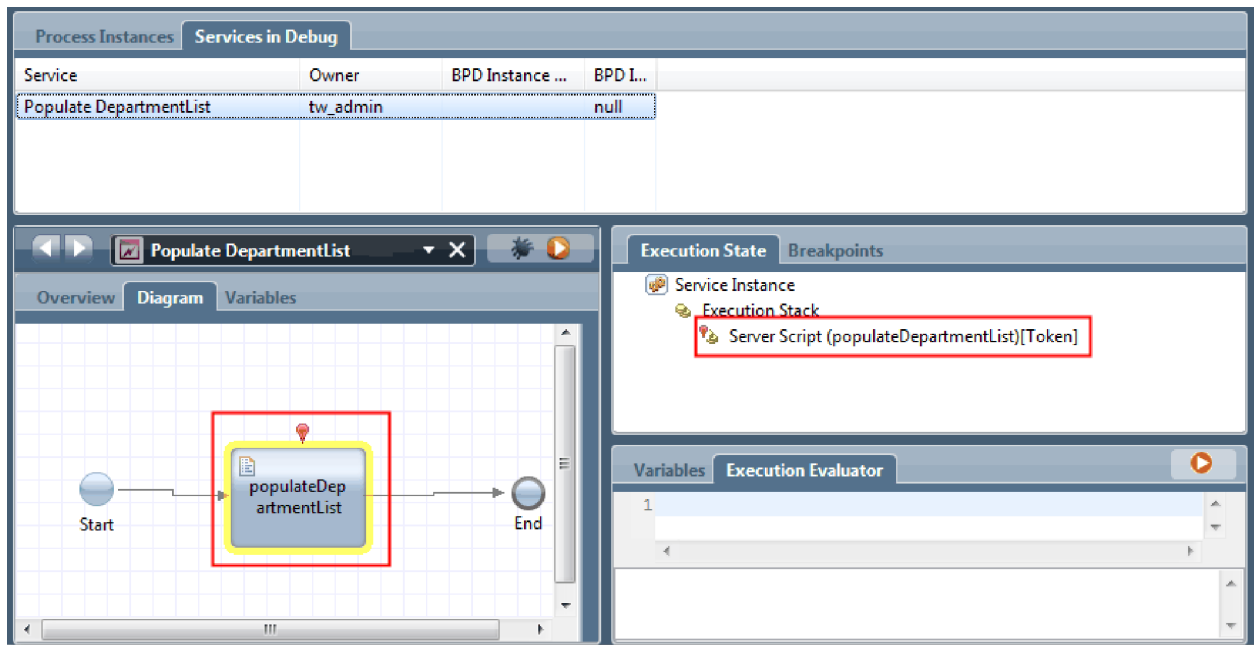 Process Instances Services in Debug
Service Owner BPD Instance ... BPD I...
Populate DepartmentList tw_admin null
Populate DepartmentList
Overview Diagram Variables
populateDep
artmentList
Start
End
Execution State Breakpoints
Service Instance
Execution Stack
Server Script (populateDepartmentList)[Token]
Variables Execution Evaluator
1